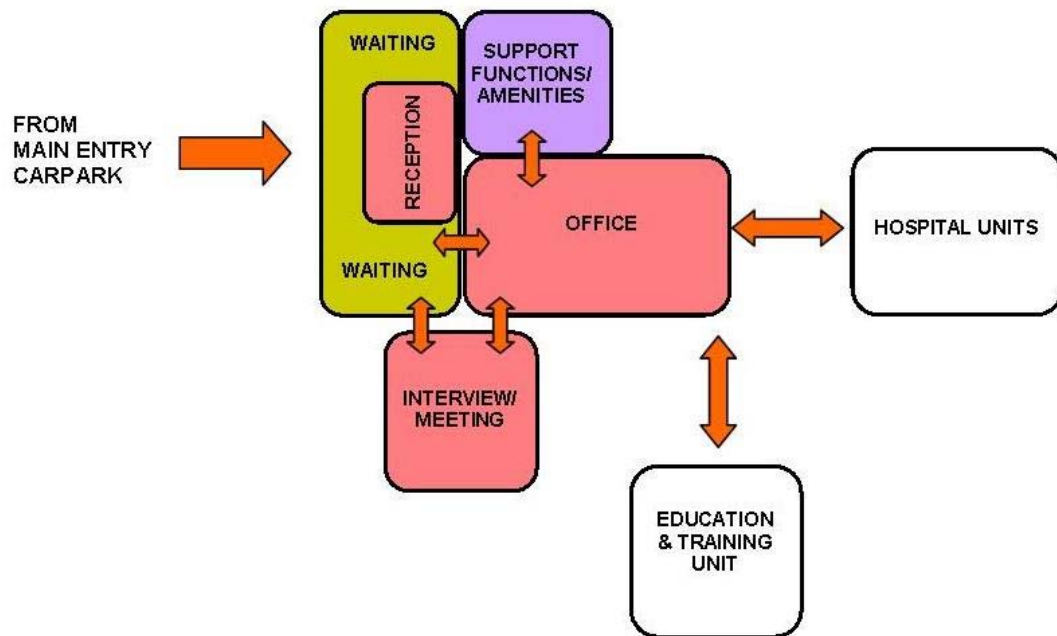 WAITING
SUPPORT
FUNCTIONS/
AMENITIES
FROM
MAIN ENTRY
CARPARK
RECEPTION
OFFICE
HOSPITAL UNITS
WAITING
INTERVIEW/
MEETING
EDUCATION
& TRAINING
UNIT